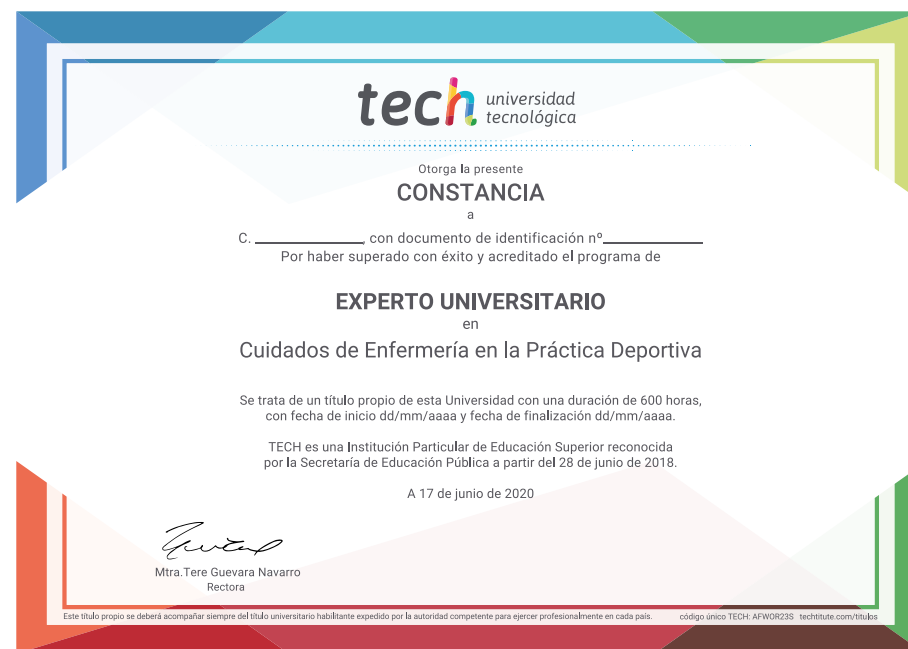 tech universidad
tecnológica
Otorga la presente
CONSTANCIA
a
C. ____________, con documento de identificación nº____________
Por haber superado con éxito y acreditado el programa de
EXPERTO UNIVERSITARIO
en
Cuidados de Enfermería en la Práctica Deportiva
Se trata de un título propio de esta Universidad con una duración de 600 horas,
con fecha de inicio dd/mm/aaaa y fecha de finalización dd/mm/aaaa.
TECH es una Institución Particular de Educación Superior reconocida
por la Secretaría de Educación Pública a partir del 28 de junio de 2018.
A 17 de junio de 2020
Mtra.Tere Guevara Navarro
Rectora
Este título propio se deberá acompañar siempre del título universitario habilitante expedido por la autoridad competente para ejercer profesionalmente en cada país. código único TECH: AFWOR23S techtitute.com/titulos